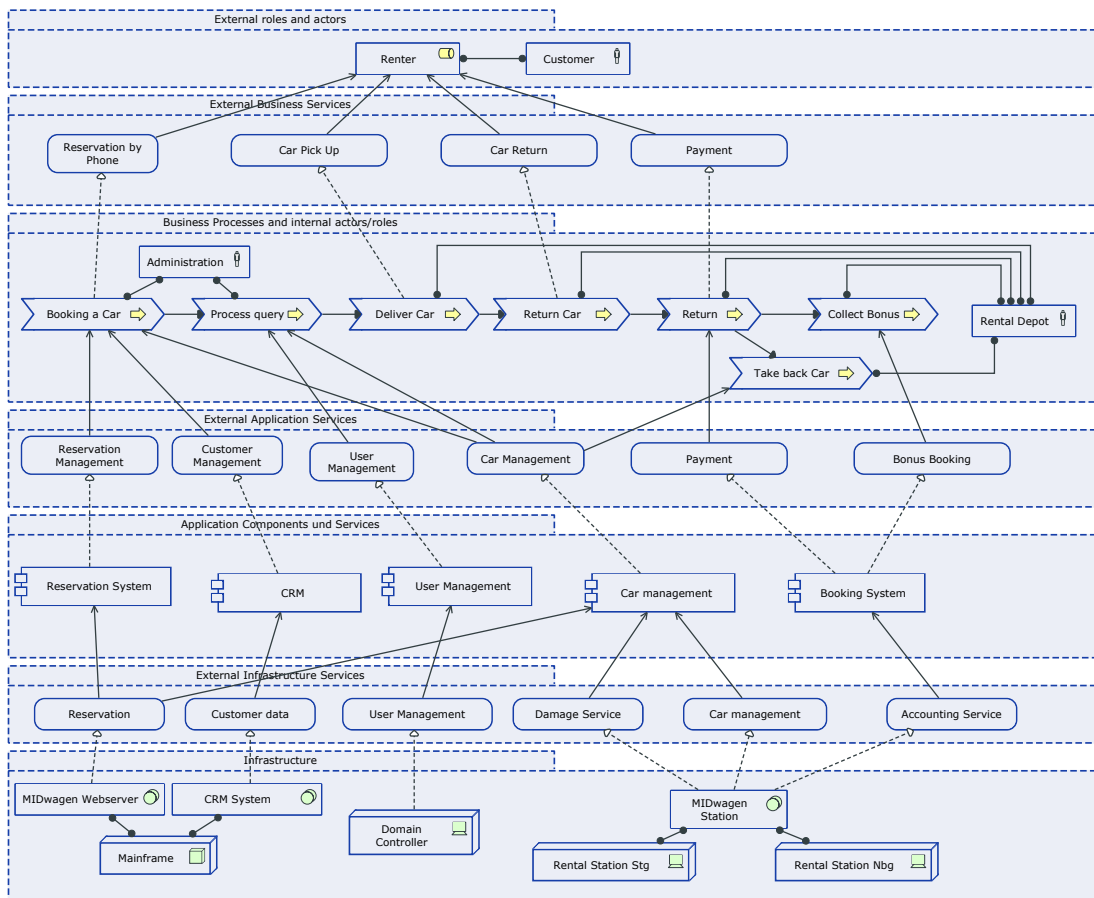 External roles and actors
Renter
Customer
External Business Services
Reservation by
Phone
Car Pick Up
Car Return
Payment
Business Processes and internal actors/roles
Administration
Booking a Car
Process query
Deliver Car
Return Car
Return
Collect Bonus
Rental Depot
Take back Car
External Application Services
Reservation
Management
Customer
Management
User
Management
Car Management
Payment
Bonus Booking
Application Components und Services
Reservation System
CRM
User Management
Car management
Booking System
External Infrastructure Services
Reservation
Customer data
User Management
Damage Service
Car management
Accounting Service
Infrastructure
MIDwagen Webserver
CRM System
Mainframe
Domain
Controller
MIDwagen
Station
Rental Station Stg
Rental Station Nbg